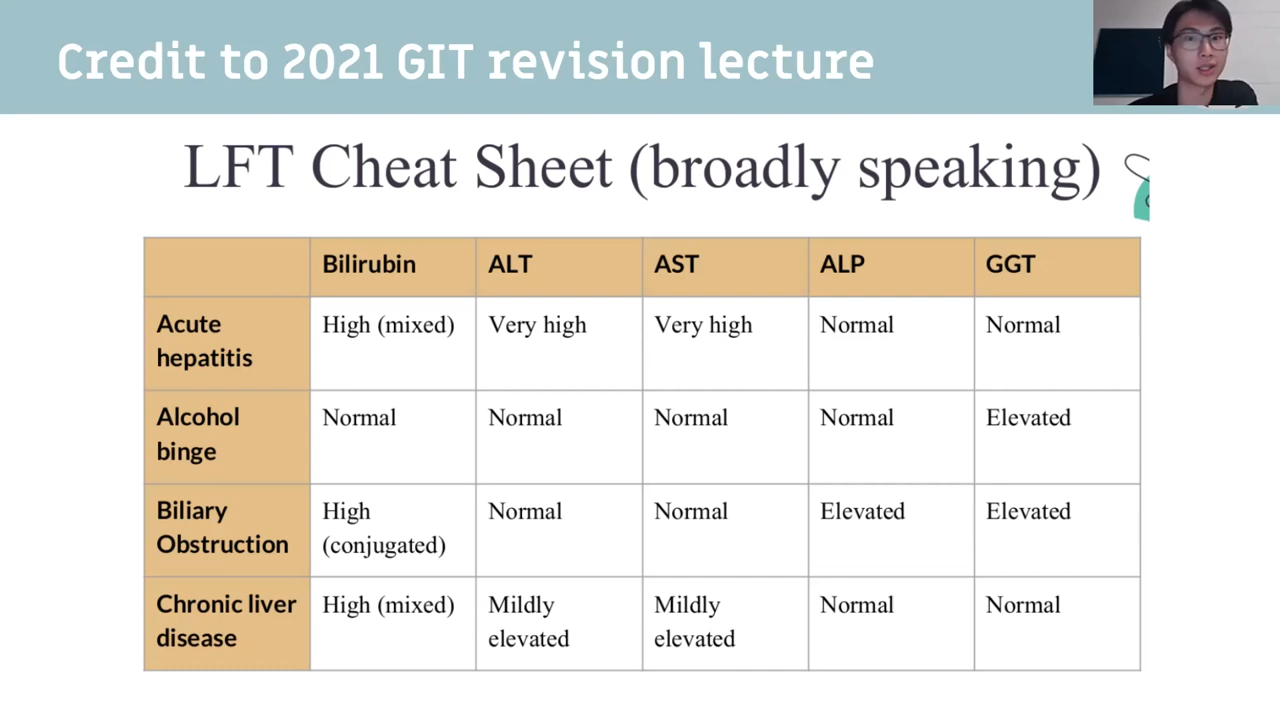 Credit to 2021 GIT revision lecture
LFT Cheat Sheet (broadly speaking)
Bilirubin ALT AST ALP GGT
Acute hepatitis High (mixed) Very high Very high Normal Normal
Alcohol binge Normal Normal Normal Normal Elevated
Biliary Obstruction High (conjugated) Normal Normal Elevated Elevated
Chronic liver disease High (mixed) Mildly elevated Mildly elevated Normal Normal